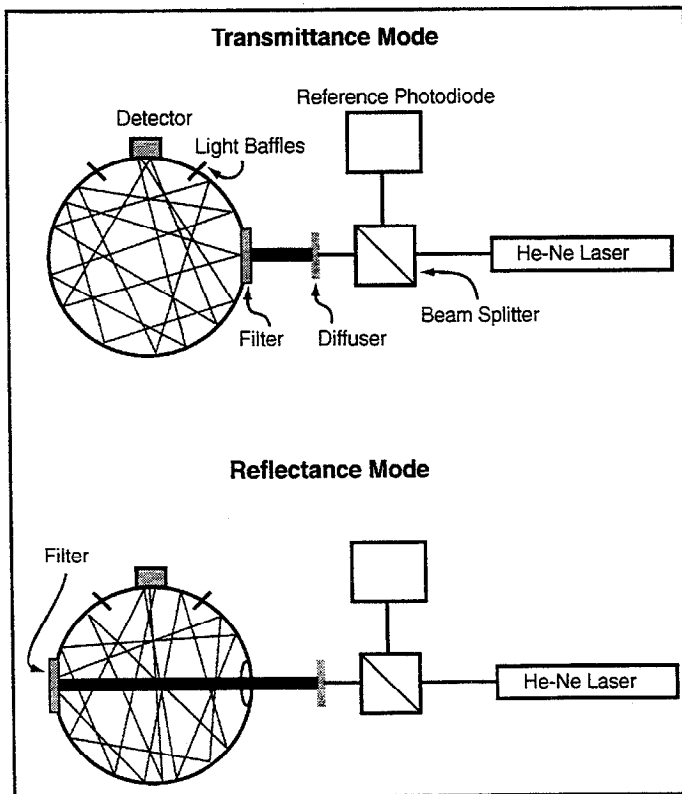 Transmittance Mode
Reference Photodiode
Detector
Light Baffles
He-Ne Laser
Beam Splitter
Filter
Diffuser
Reflectance Mode
Filter
He-Ne Laser